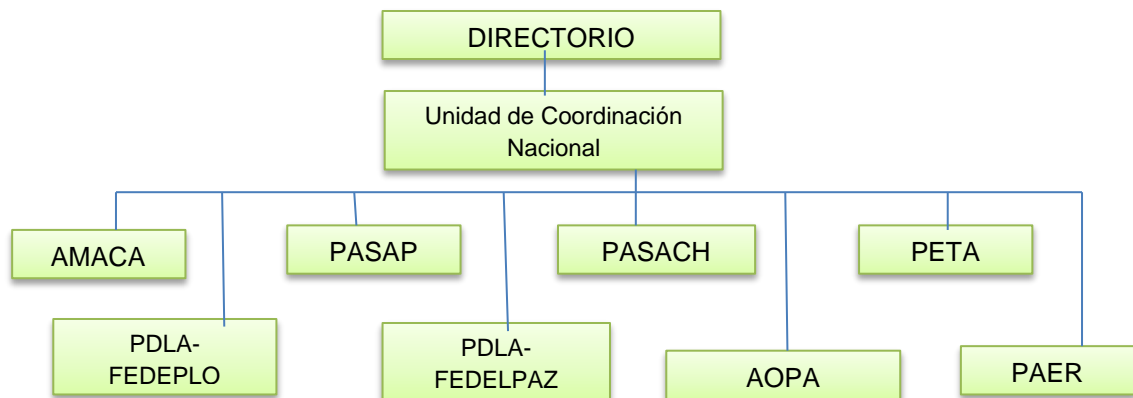 DIRECTORIO
Unidad de Coordinación
Nacional
AMACA
PASAP
PASACH
PETA
PDLA-
FEDEPLO
PDLA-
FEDELPAZ
AOPA
PAER